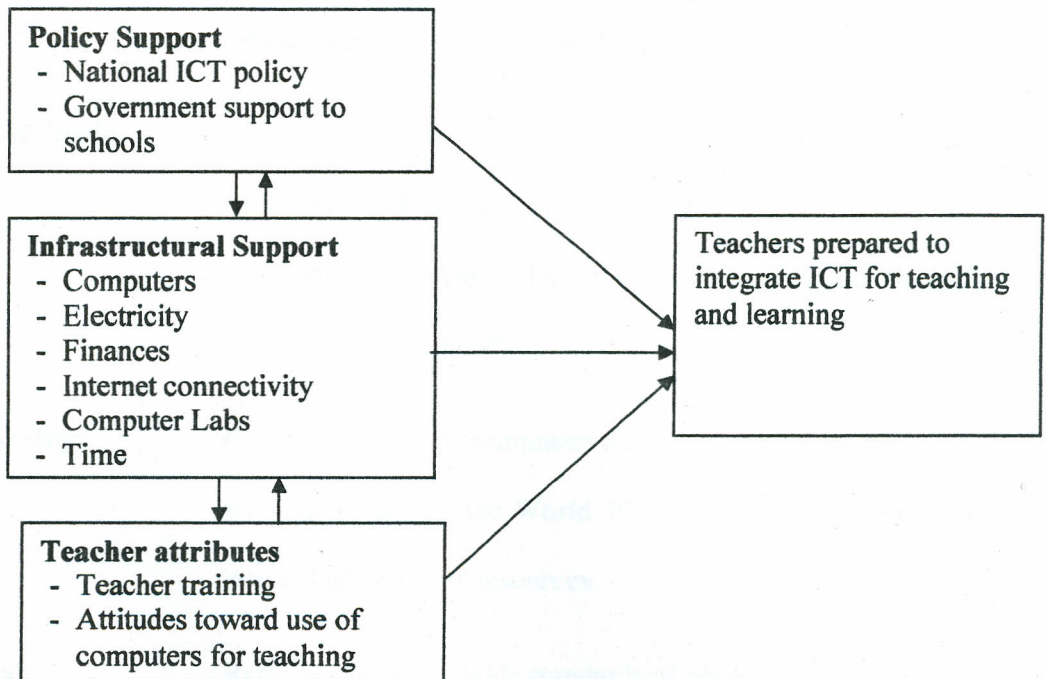 Policy Support
- National ICT policy
- Government support to
schools
Infrastructural Support
- Computers
- Electricity
- Finances
- Internet connectivity
- Computer Labs
- Time
Teacher attributes
- Teacher training
- Attitudes toward use of
computers for teaching
Teachers prepared to
integrate ICT for teaching
and learning